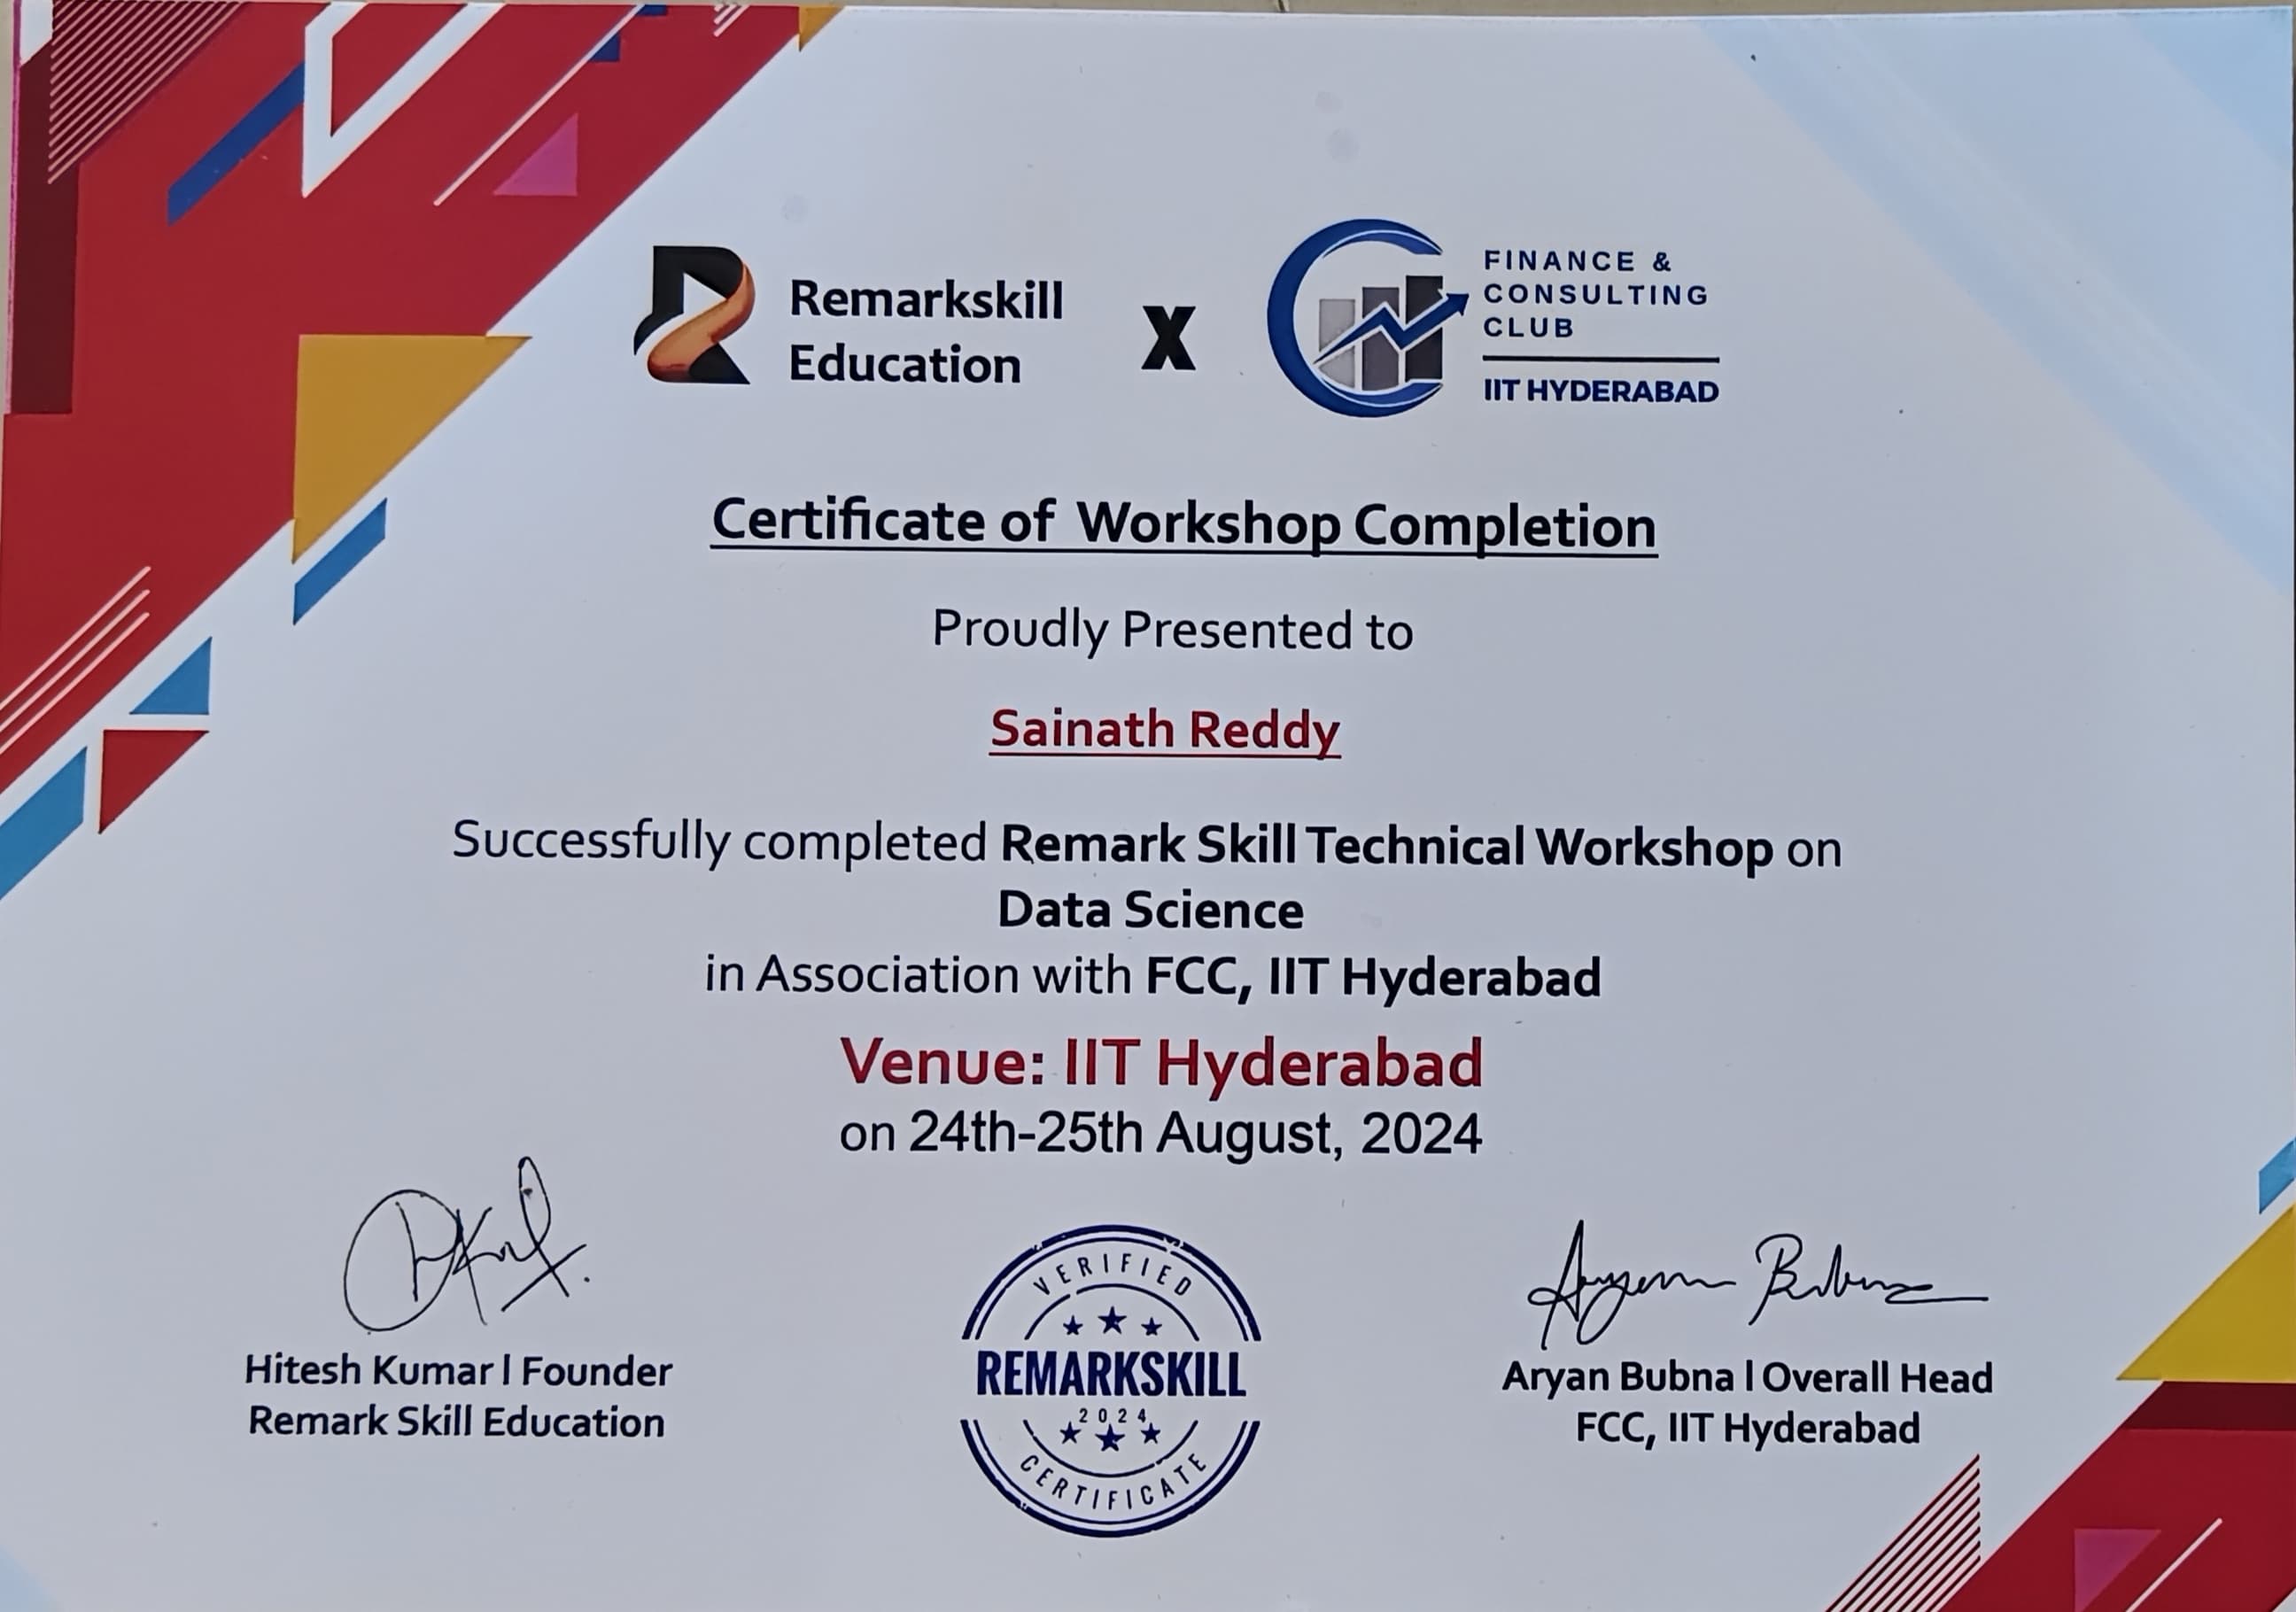 Remarkskill
Education
X
FINANCE &
CONSULTING
CLUB
IIT HYDERABAD
Certificate of Workshop Completion
Proudly Presented to
Sainath Reddy
Successfully completed Remark Skill Technical Workshop on
Data Science
in Association with FCC, IIT Hyderabad
Venue: IIT Hyderabad
on 24th-25th August, 2024
Hitesh Kumar | Founder
Remark Skill Education
VERIFIED
REMARKSKILL
2024
CERTIFICATE
Aryan Bubna
Aryan Bubna | Overall Head
FCC, IIT Hyderabad